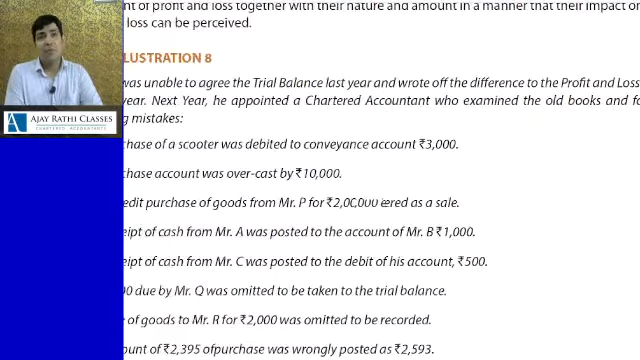 nt of profit and loss together with their nature and amount in a manner that their impact on
loss can be perceived.
LUSTRATION 8
was unable to agree the Trial Balance last year and wrote off the difference to the Profit and Loss
year. Next Year, he appointed a Chartered Accountant who examined the old books and fo
g mistakes:
chase of a scooter was debited to conveyance account ₹3,000.
chase account was over-cast by ₹10,000.
edit purchase of goods from Mr. P for ₹2,00,000 ered as a sale.
eipt of cash from Mr. A was posted to the account of Mr. B ₹1,000.
AJAY RATHI CLASSES
CHARTERED ACCOUNTANTS
eipt of cash from Mr. C was posted to the debit of his account, ₹500.
00 due by Mr. Q was omitted to be taken to the trial balance.
e of goods to Mr. R for ₹2,000 was omitted to be recorded.
ount of ₹2,395 ofpurchase was wrongly posted as ₹2,593.